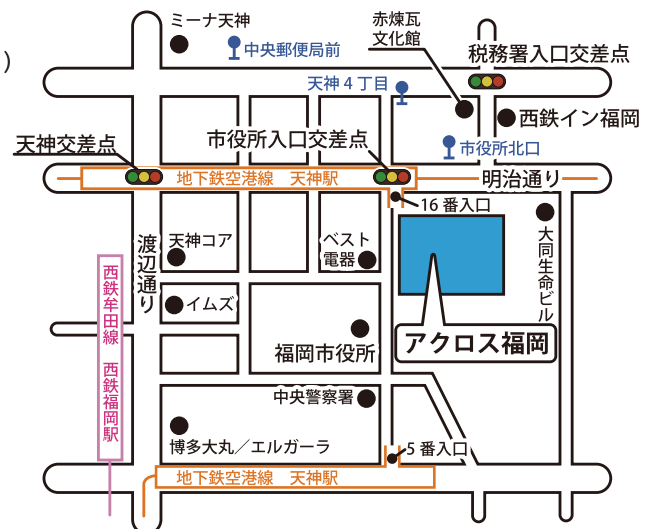 )
ミーナ天神
中央郵便局前
赤煉瓦
文化館
税務署入口交差点
天神4丁目
西鉄イン福岡
市役所入口交差点
天神交差点
市役所北口
地下鉄空港線 天神駅
明治通り
16番入口
渡辺通り
天神コア
ベスト
電器
大同生命ビル
西鉄牟田線 西鉄福岡駅
イムズ
福岡市役所
アクロス福岡
中央警察署
博多大丸／エルガーラ
5番入口
地下鉄空港線 天神駅